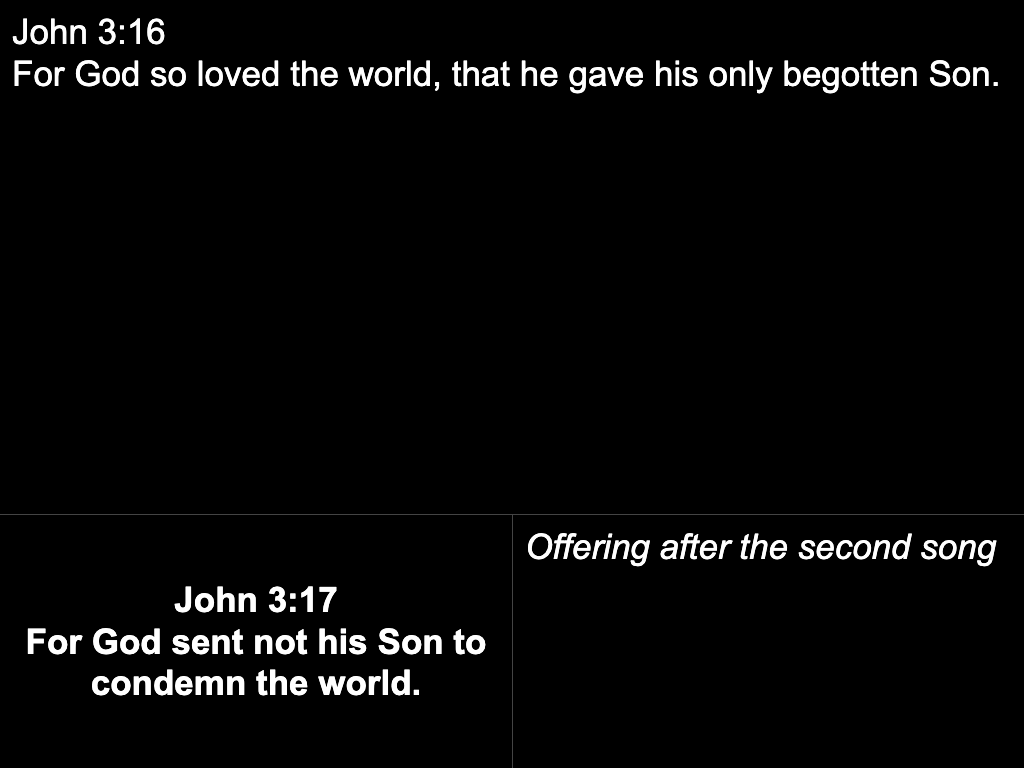 John 3:16
For God so loved the world, that he gave his only begotten Son.
John 3:17
For God sent not his Son to
condemn the world.
Offering after the second song